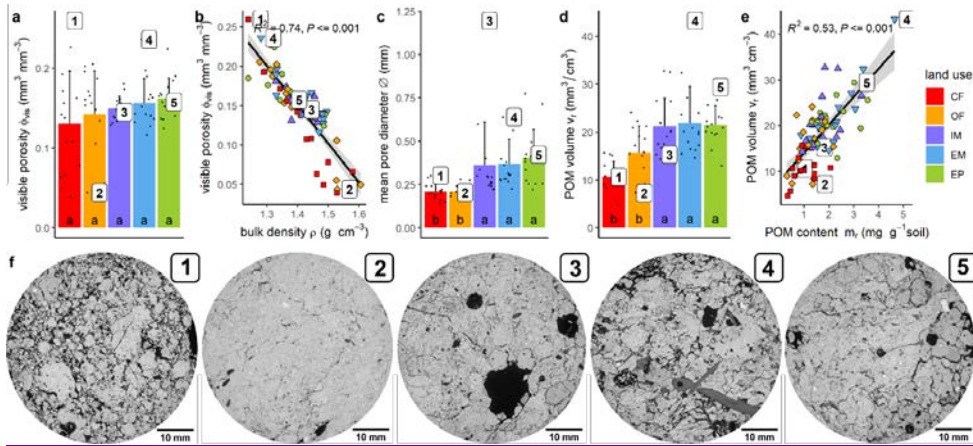 a
visible porosity ϕvis (mm³ mm⁻³)
0.2
0.1
0.0
1
2
3
4
5
a a a a a
b
visible porosity ϕvis (mm³ mm⁻³)
R² = 0.74, P <= 0.001
0.25
0.20
0.15
0.10
0.05
1
4
5
3
2
1.3 1.4 1.5 1.6
bulk density ρ (g cm⁻³)
c
mean pore diameter ∅ (mm)
1.25
1.00
0.75
0.50
0.25
0.00
1
2
3
4
5
b b a a a
d
POM volume vᵣ (mm³/cm³)
40
30
20
10
0
1
2
3
4
5
b b a a a
e
POM volume vᵣ (mm³ cm⁻³)
R² = 0.53, P <= 0.001
40
30
20
10
0
4
5
3
1
2
1 2 3 4 5
POM content mᵣ (mg g⁻¹soil)
land use
CF
OF
IM
EM
EP
f
1
2
3
4
5
10 mm
10 mm
10 mm
10 mm
10 mm